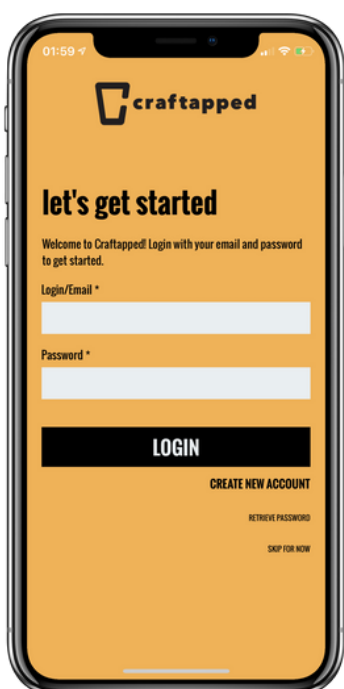 01:59
craftapped
let's get started
Welcome to Craftapped! Login with your email and password
to get started.
Login/Email *
Password *
LOGIN
CREATE NEW ACCOUNT
RETRIEVE PASSWORD
SKIP FOR NOW